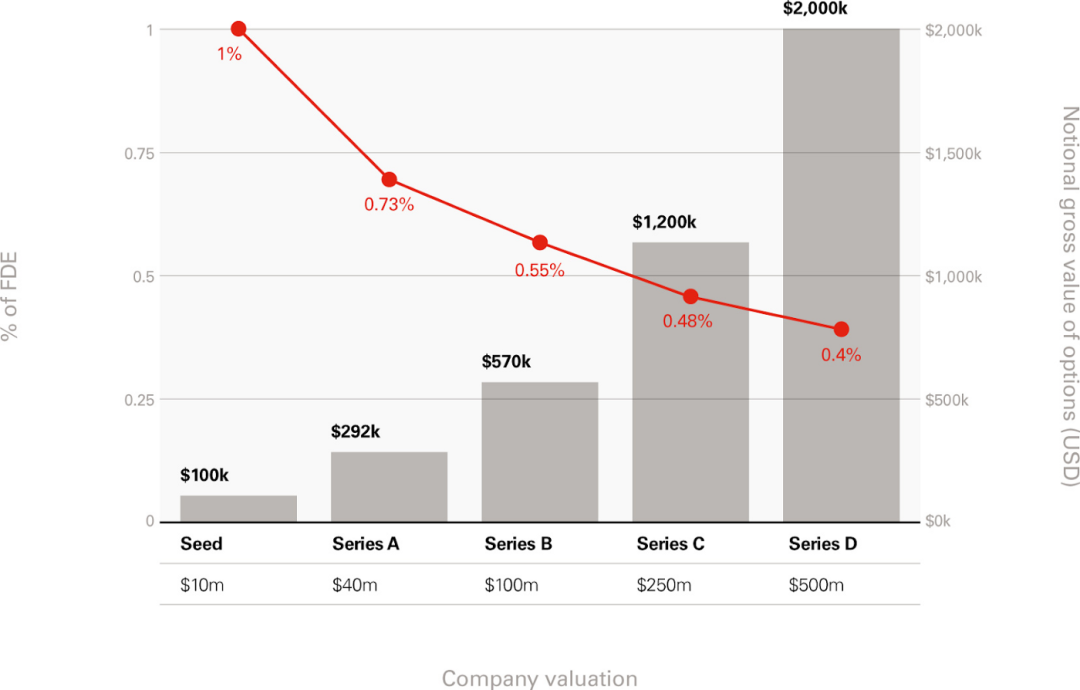 $2,000k
1
$2,000k
1%
0.75
$1,500k
0.73%
$1,200k
0.5
0.55%
$1,000k
0.48%
$570k
0.4%
0.25
$500k
$292k
$100k
0
$0k
Seed Series A Series B Series C Series D
$10m $40m $100m $250m $500m
% of FDE
Notional gross value of options (USD)
Company valuation